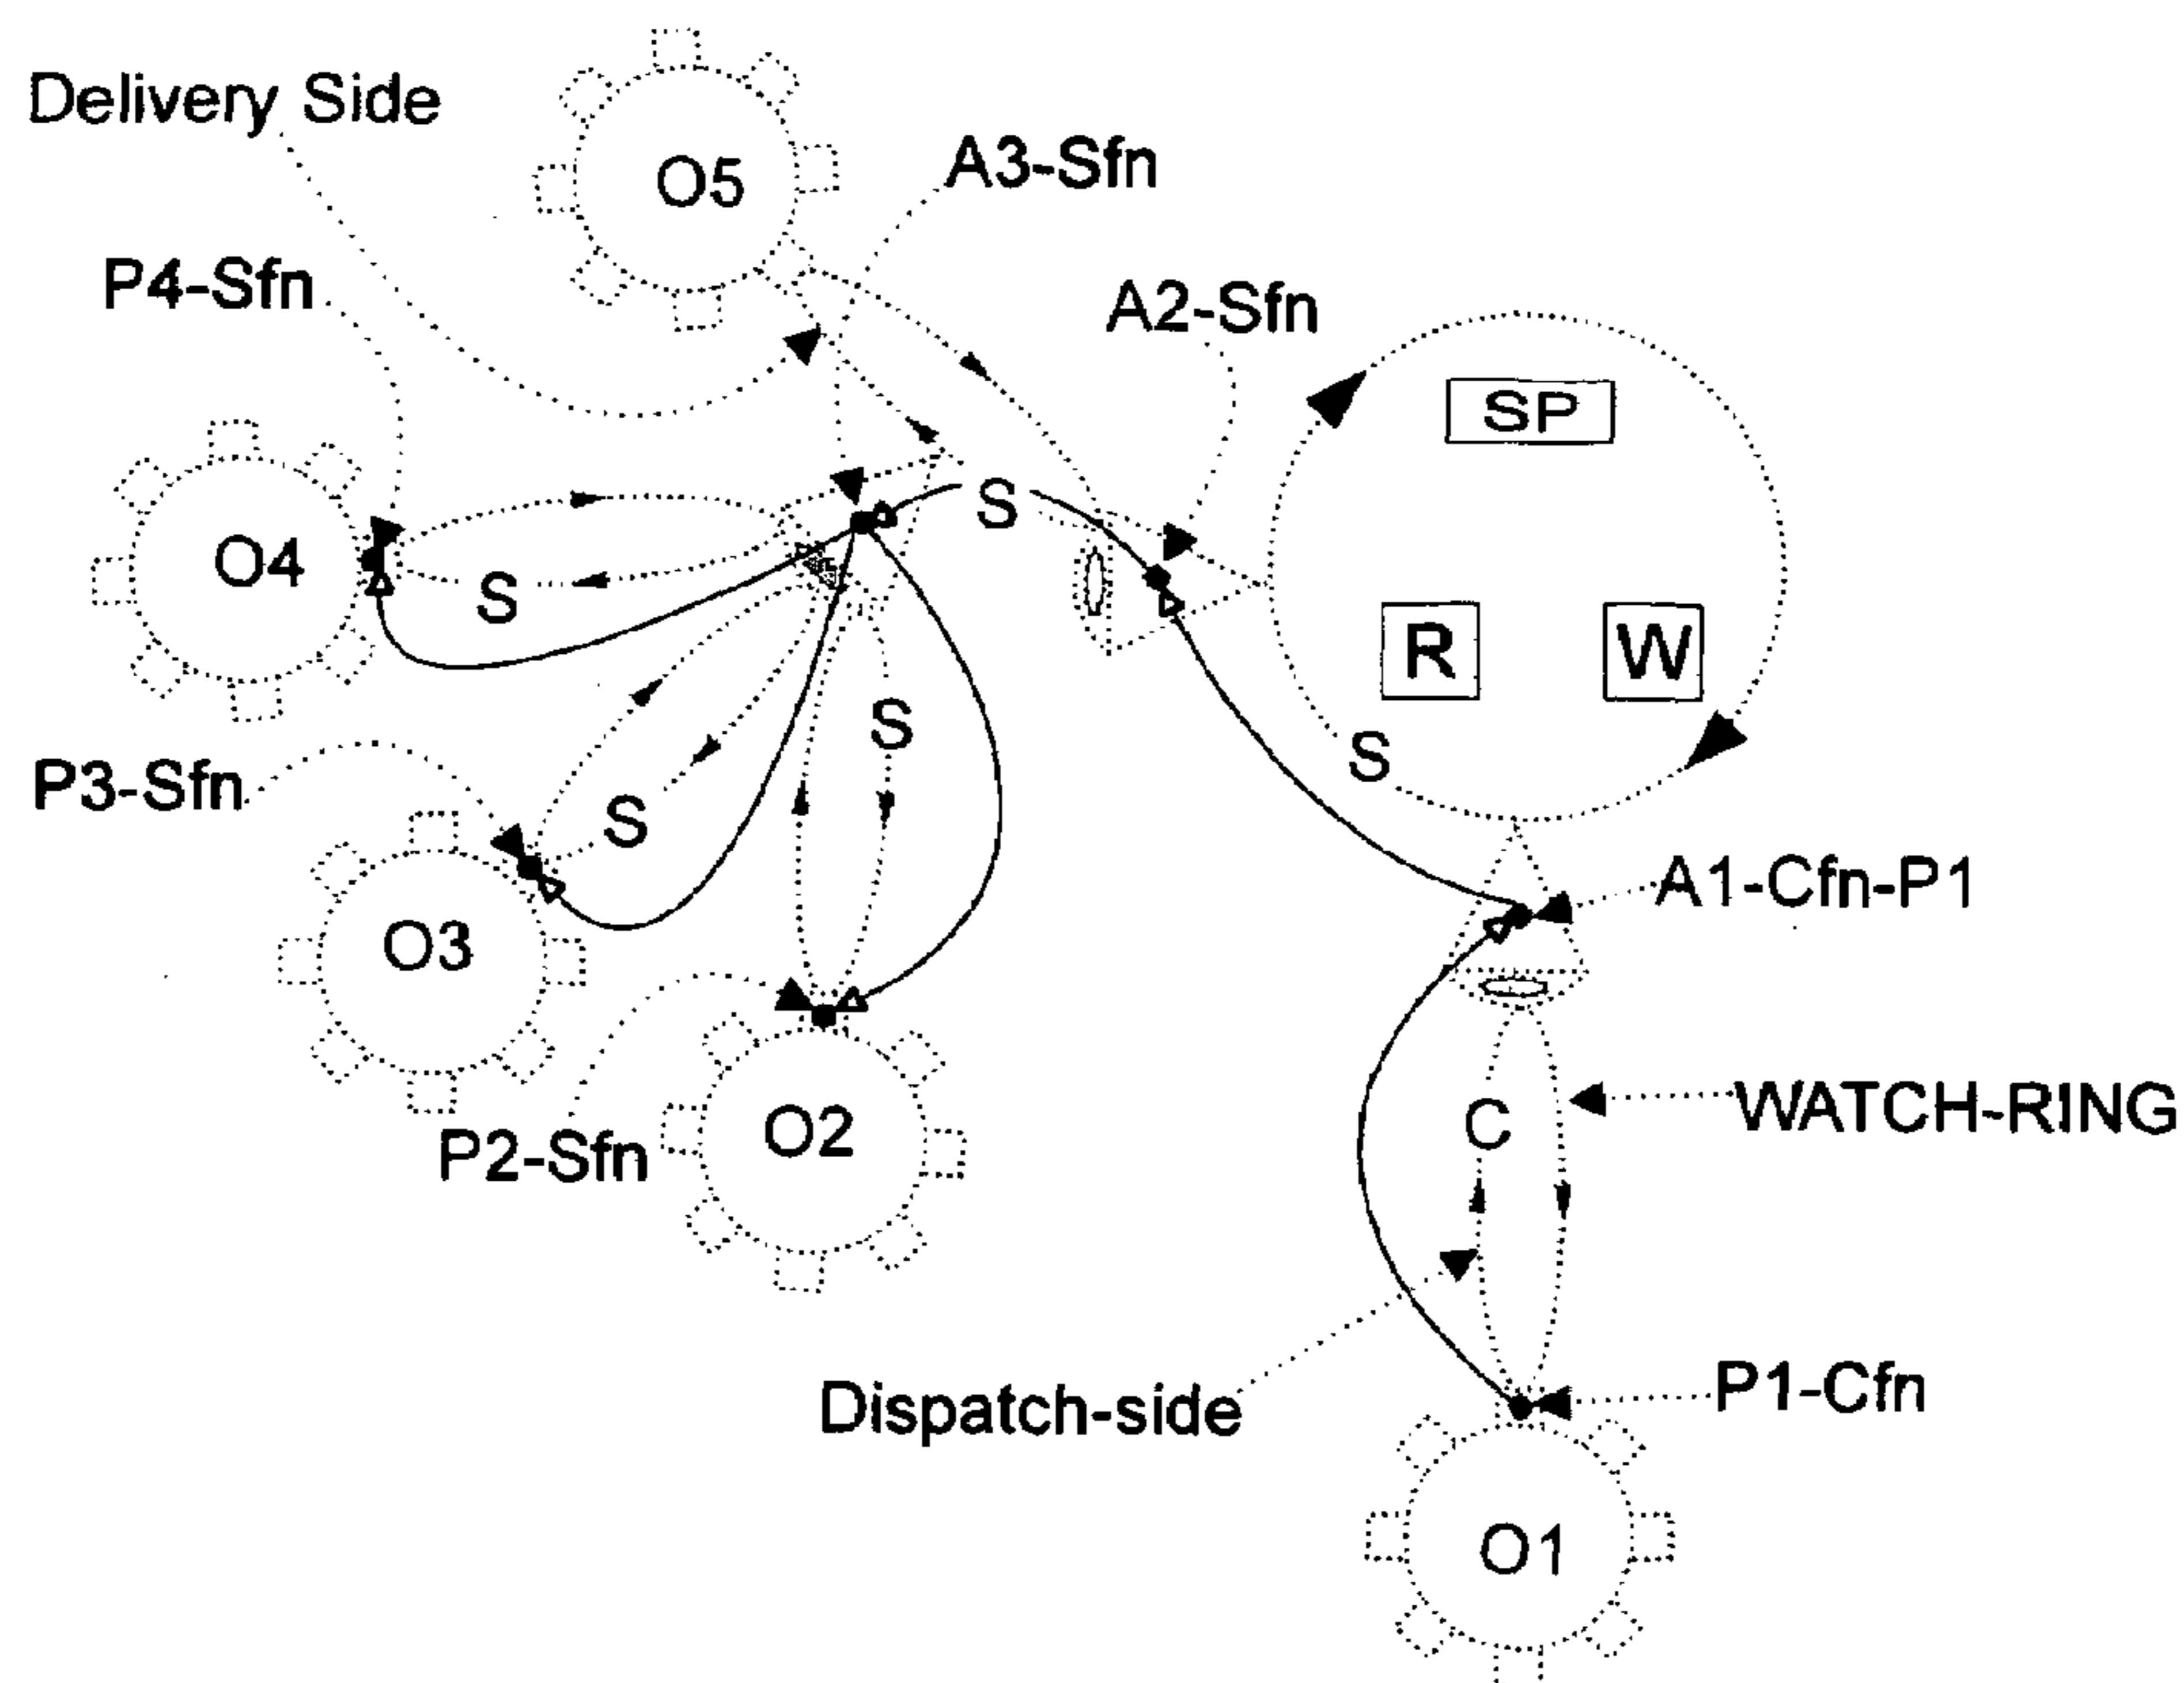 Delivery Side
O5
A3-Sfn
P4-Sfn
A2-Sfn
SP
S
O4
S
R
W
S
S
P3-Sfn
S
A1-Cfn-P1
O3
C
WATCH-RING
O2
P2-Sfn
Dispatch-side
P1-Cfn
O1